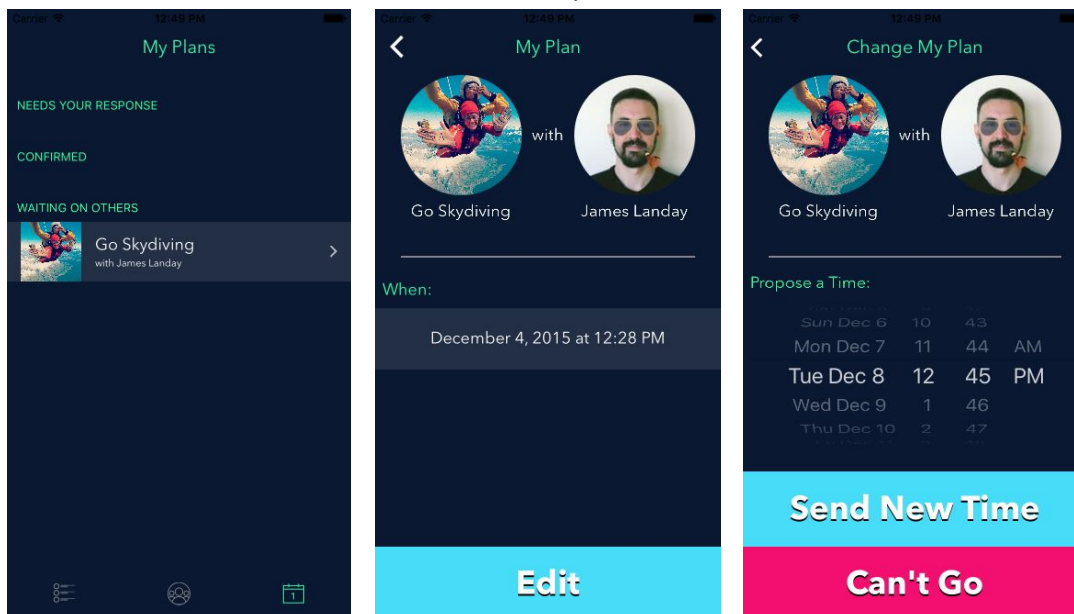 Carrier 12:49 PM
My Plans
NEEDS YOUR RESPONSE
CONFIRMED
WAITING ON OTHERS
Go Skydiving
with James Landay
1
Carrier 12:49 PM
My Plan
with
Go Skydiving James Landay
When:
December 4, 2015 at 12:28 PM
Edit
Carrier 12:49 PM
Change My Plan
with
Go Skydiving James Landay
Propose a Time:
Sun Dec 6 10 43
Mon Dec 7 11 44 AM
Tue Dec 8 12 45 PM
Wed Dec 9 1 46
Thu Dec 10 2 47
Send New Time
Can't Go